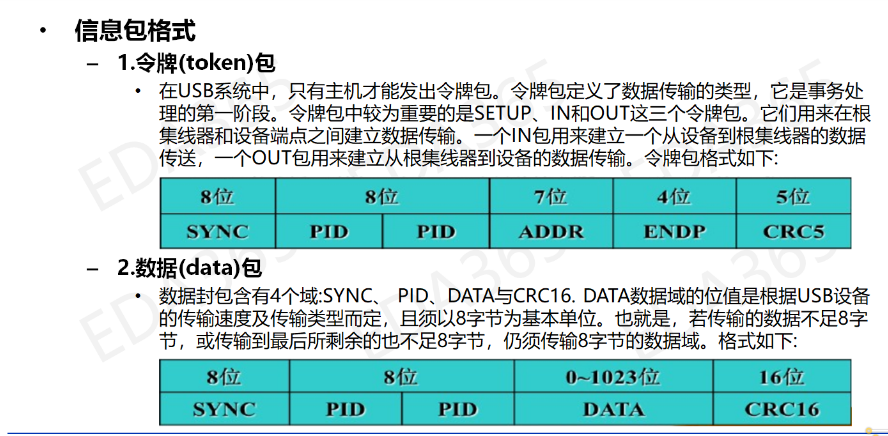 • 信息包格式
– 1.令牌(token)包
• 在USB系统中，只有主机才能发出令牌包。令牌包定义了数据传输的类型，它是事务处
理的第一阶段。令牌包中较为重要的是SETUP、IN和OUT这三个令牌包。它们用来在根
集线器和设备端点之间建立数据传输。一个IN包用来建立一个从设备到根集线器的数据
传送，一个OUT包用来建立从根集线器到设备的数据传输。令牌包格式如下:
8位 8位 7位 4位 5位
SYNC PID PID ADDR ENDP CRC5
– 2.数据(data)包
• 数据封包含有4个域:SYNC、 PID、DATA与CRC16. DATA数据域的位值是根据USB设备
的传输速度及传输类型而定，且须以8字节为基本单位。也就是，若传输的数据不足8字
节，或传输到最后所剩余的也不足8字节，仍须传输8字节的数据域。格式如下:
8位 8位 0~1023位 16位
SYNC PID PID DATA CRC16
EDA365
EDA365
EDA365
EDA365
EDA365
EDA365